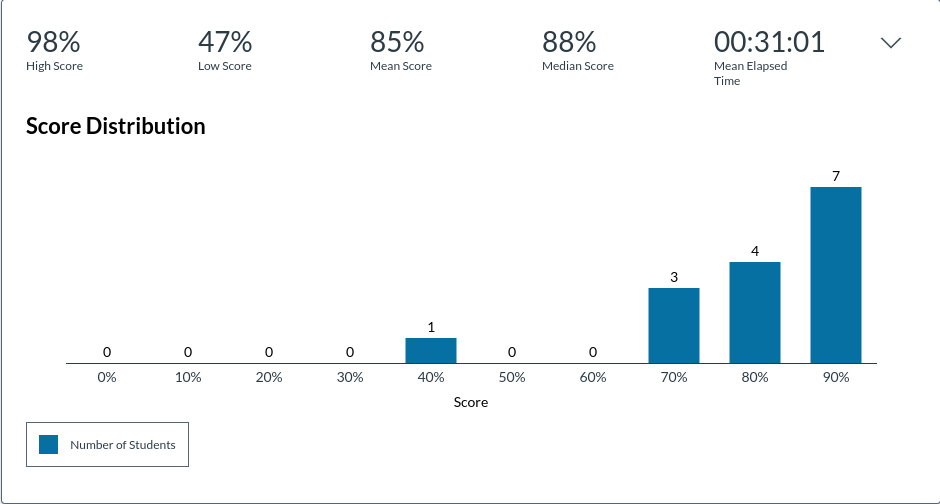 98%
47%
85%
88%
00:31:01
High Score
Low Score
Mean Score
Median Score
Mean Elapsed
Time
Score Distribution
0 0 0 0 1 0 0 3 4 7
0% 10% 20% 30% 40% 50% 60% 70% 80% 90%
Score
Number of Students